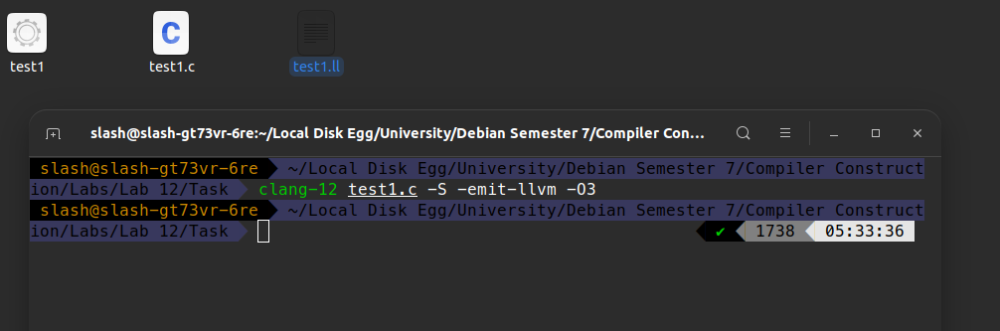 C
test1
test1.c
test1.ll
slash@slash-gt73vr-6re:~/Local Disk Egg/University/Debian Semester 7/Compiler Con...
slash@slash-gt73vr-6re ~/Local Disk Egg/University/Debian Semester 7/Compiler Construct
ion/Labs/Lab 12/Task clang-12 test1.c -S -emit-llvm -O3
slash@slash-gt73vr-6re ~/Local Disk Egg/University/Debian Semester 7/Compiler Construct
ion/Labs/Lab 12/Task ✔ 1738 05:33:36